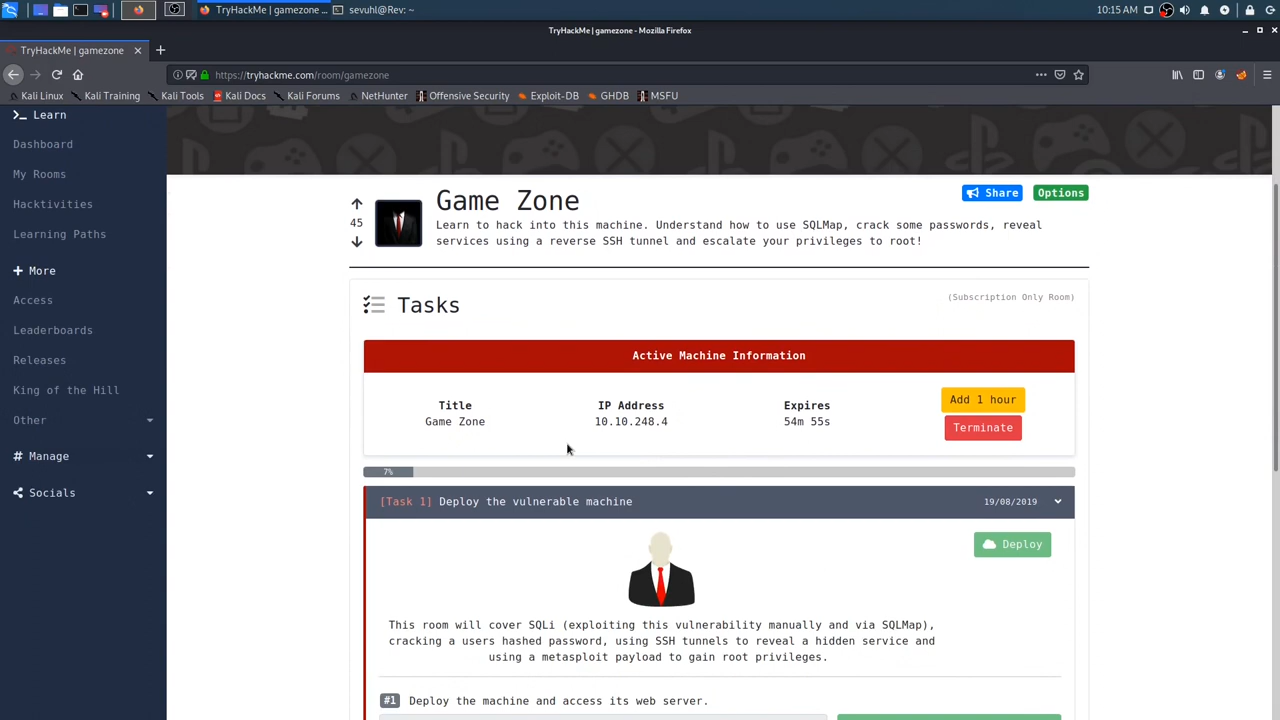 TryHackMe | gamezone ...
sevuhl@Rev: ~
10:15 AM
TryHackMe | gamezone - Mozilla Firefox
TryHackMe | gamezone
https://tryhackme.com/room/gamezone
Kali Linux
Kali Training
Kali Tools
Kali Docs
Kali Forums
NetHunter
Offensive Security
Exploit-DB
GHDB
MSFU
Learn
Dashboard
My Rooms
Hacktivities
Learning Paths
More
Access
Leaderboards
Releases
King of the Hill
Other
Manage
Socials
45
Game Zone
Share
Options
Learn to hack into this machine. Understand how to use SQLMap, crack some passwords, reveal
services using a reverse SSH tunnel and escalate your privileges to root!
Tasks
(Subscription Only Room)
Active Machine Information
Title
Game Zone
IP Address
10.10.248.4
Expires
54m 55s
Add 1 hour
Terminate
7%
[Task 1] Deploy the vulnerable machine
19/08/2019
Deploy
This room will cover SQLi (exploiting this vulnerability manually and via SQLMap),
cracking a users hashed password, using SSH tunnels to reveal a hidden service and
using a metasploit payload to gain root privileges.
#1 Deploy the machine and access its web server.